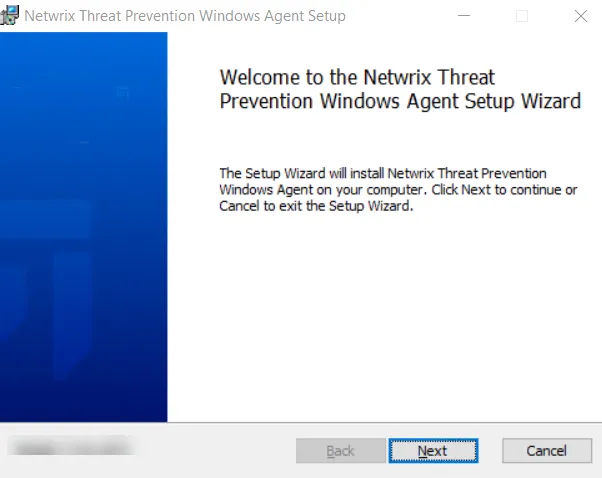 Netwrix Threat Prevention Windows Agent Setup
Welcome to the Netwrix Threat
Prevention Windows Agent Setup Wizard
The Setup Wizard will install Netwrix Threat Prevention
Windows Agent on your computer. Click Next to continue or
Cancel to exit the Setup Wizard.
Back
Next
Cancel